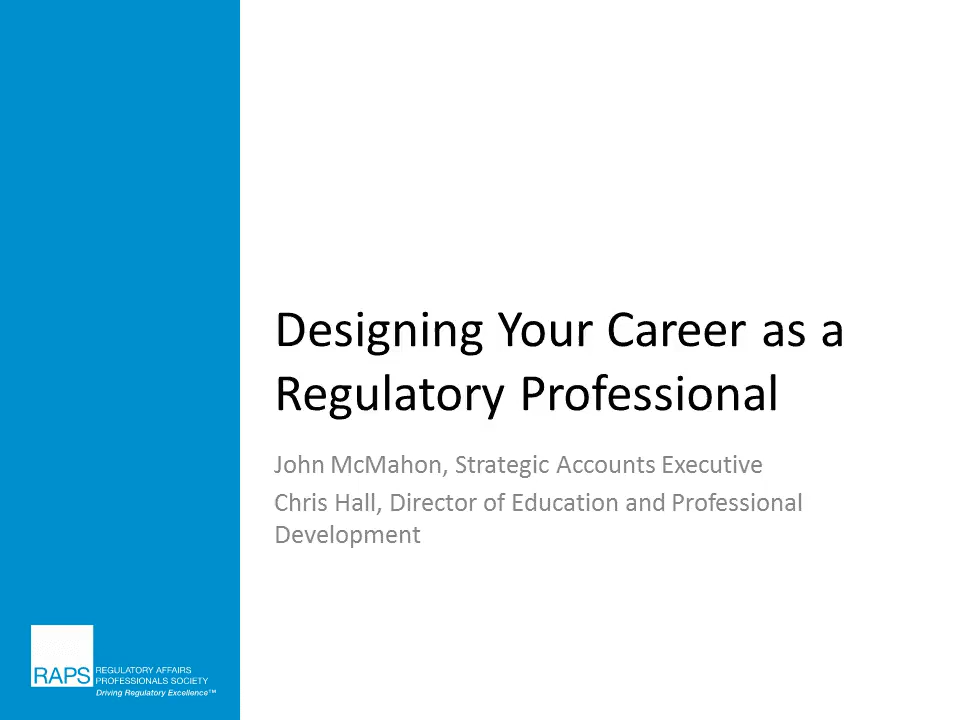 Designing Your Career as a
Regulatory Professional
John McMahon, Strategic Accounts Executive
Chris Hall, Director of Education and Professional
Development
RAPS
REGULATORY AFFAIRS
PROFESSIONALS SOCIETY
Driving Regulatory Excellence™